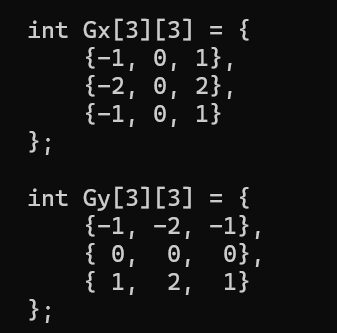 int Gx[3][3] = {
    {-1, 0, 1},
    {-2, 0, 2},
    {-1, 0, 1}
};

int Gy[3][3] = {
    {-1, -2, -1},
    { 0,  0,  0},
    { 1,  2,  1}
};